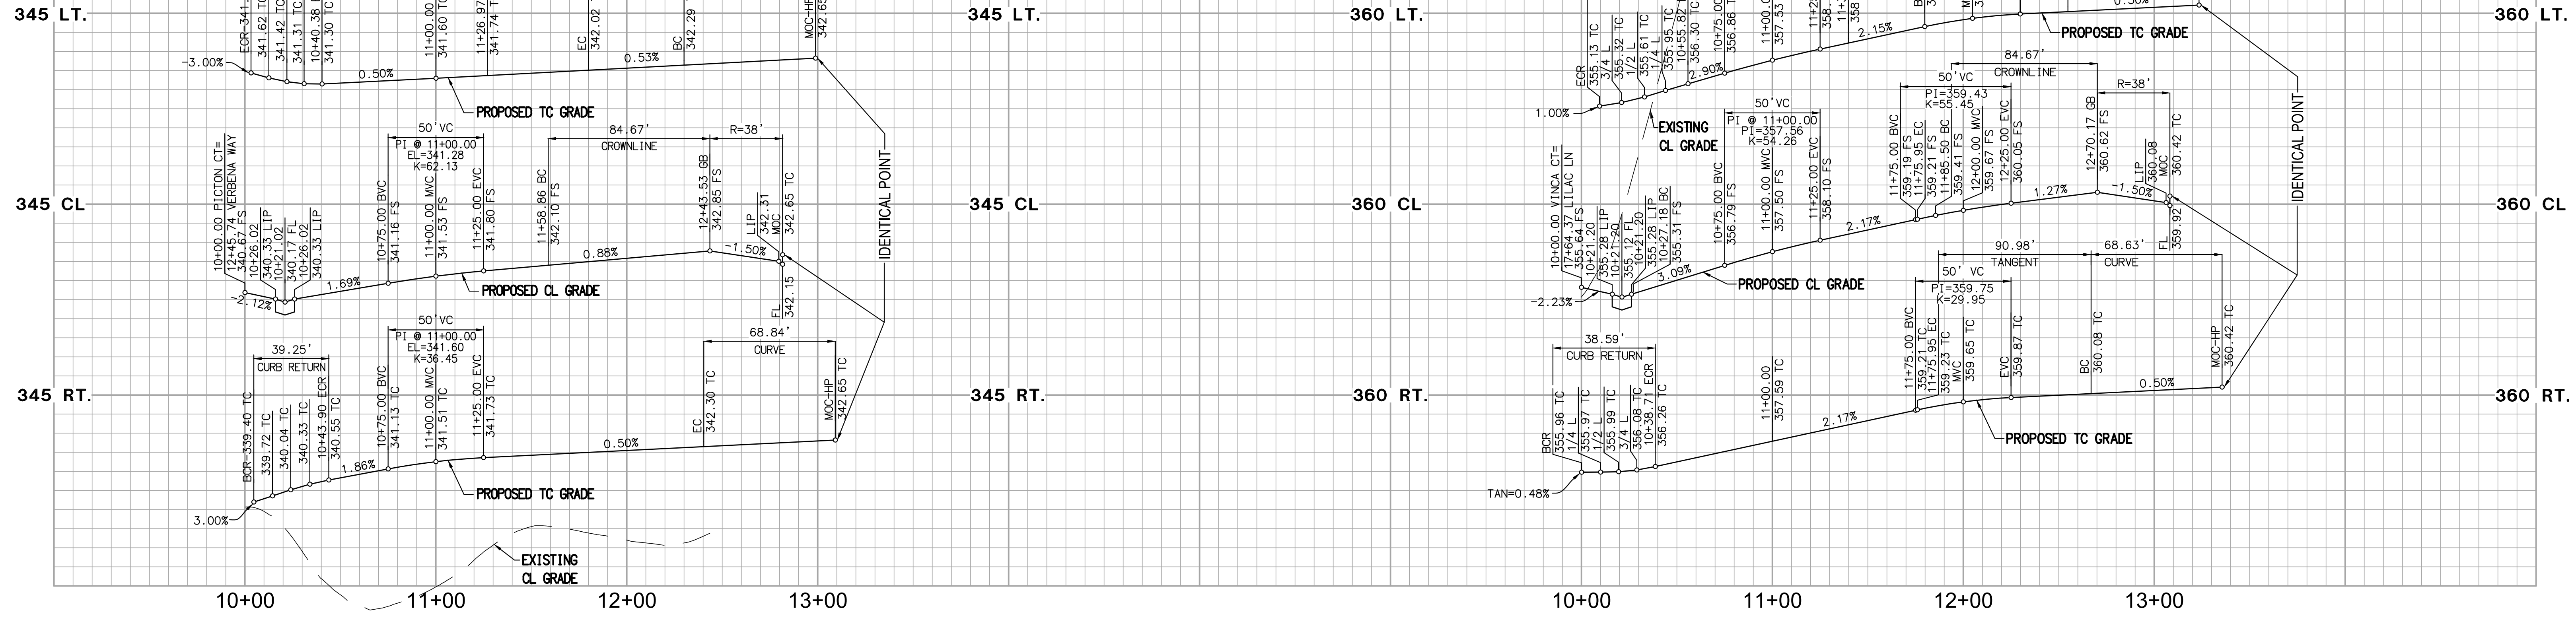 345 LT.
ECR-341.
341.62 TC
341.42 TC
341.31 TC
10+40.38
341.30 TC
11+00.00
341.60 TC
11+26.97
341.74
EC
342.02
BC
342.29
MOC-HP
342.65
-3.00%
0.50%
0.53%
PROPOSED TC GRADE
345 LT.
345 CL
10+00.00 PICTON CT=
12+45.74 VERBENA WAY
340.67 FS
10+26.02
340.33 LIP
10+21.02
340.17 FL
10+26.02
340.33 LIP
-2.12%
1.69%
10+75.00 BVC
341.16 FS
50'VC
PI @ 11+00.00
EL=341.28
K=62.13
11+00.00 MVC
341.53 FS
11+25.00 EVC
341.80 FS
PROPOSED CL GRADE
11+58.86 BC
342.10 FS
84.67'
CROWNLINE
0.88%
12+43.53 GB
342.85 FS
R=38'
-1.50%
LIP
342.31
MOC
342.65 TC
FL
342.15
IDENTICAL POINT
345 CL
345 RT.
39.25'
CURB RETURN
BCR-339.40 TC
339.72 TC
340.04 TC
340.33 TC
10+43.90 ECR
340.55 TC
3.00%
1.86%
10+75.00 BVC
341.13 TC
50'VC
PI @ 11+00.00
EL=341.60
K=36.45
11+00.00 MVC
341.51 TC
11+25.00 EVC
341.73 TC
PROPOSED TC GRADE
0.50%
68.84'
CURVE
EC
342.30 TC
MOC-HP
342.65 TC
345 RT.
EXISTING
CL GRADE
10+00
11+00
12+00
13+00
360 LT.
1.00%
ECR
355.13 TC
3/4 L
355.32 TC
1/2 L
355.61 TC
1/4 L
355.95 TC
10+55.82
356.30 TC
10+75.00
356.86
11+00.0
357.53
2.90%
2.15%
0.50%
PROPOSED TC GRADE
360 LT.
EXISTING
CL GRADE
360 CL
10+00.00 VINCA CT=
17+64.37 LILAC LN
355.64 FS
10+21.20
355.28 LIP
10+21.20
355.12 FL
10+21.20
355.28 LIP
10+27.18 BC
355.31 FS
-2.23%
3.09%
10+75.00 BVC
356.79 FS
50'VC
PI @ 11+00.00
PI=357.56
K=54.26
11+00.00 MVC
357.50 FS
11+25.00 EVC
358.10 FS
PROPOSED CL GRADE
2.17%
11+75.00 BVC
359.19 FS
11+75.95 EC
359.21 FS
11+85.50 BC
359.41 FS
50'VC
PI=359.43
K=55.45
12+00.00 MVC
359.67 FS
12+25.00 EVC
360.05 FS
84.67'
CROWNLINE
1.27%
12+70.17 GB
360.62 FS
R=38'
-1.50%
LIP
360.08
MOC
360.42 TC
FL
359.92
IDENTICAL POINT
360 CL
360 RT.
38.59'
CURB RETURN
BCR
355.96 TC
1/4 L
355.97 TC
1/2 L
355.99 TC
3/4 L
356.08 TC
10+38.71 ECR
356.26 TC
TAN=0.48%
11+00.00
357.59 TC
2.17%
11+75.00 BVC
359.21 TC
11+75.95 EC
359.23 TC
50' VC
PI=359.75
K=29.95
MVC
359.65 TC
EVC
359.87 TC
90.98'
TANGENT
68.63'
CURVE
BC
360.08 TC
0.50%
MOC-HP
360.42 TC
PROPOSED TC GRADE
360 RT.
10+00
11+00
12+00
13+00